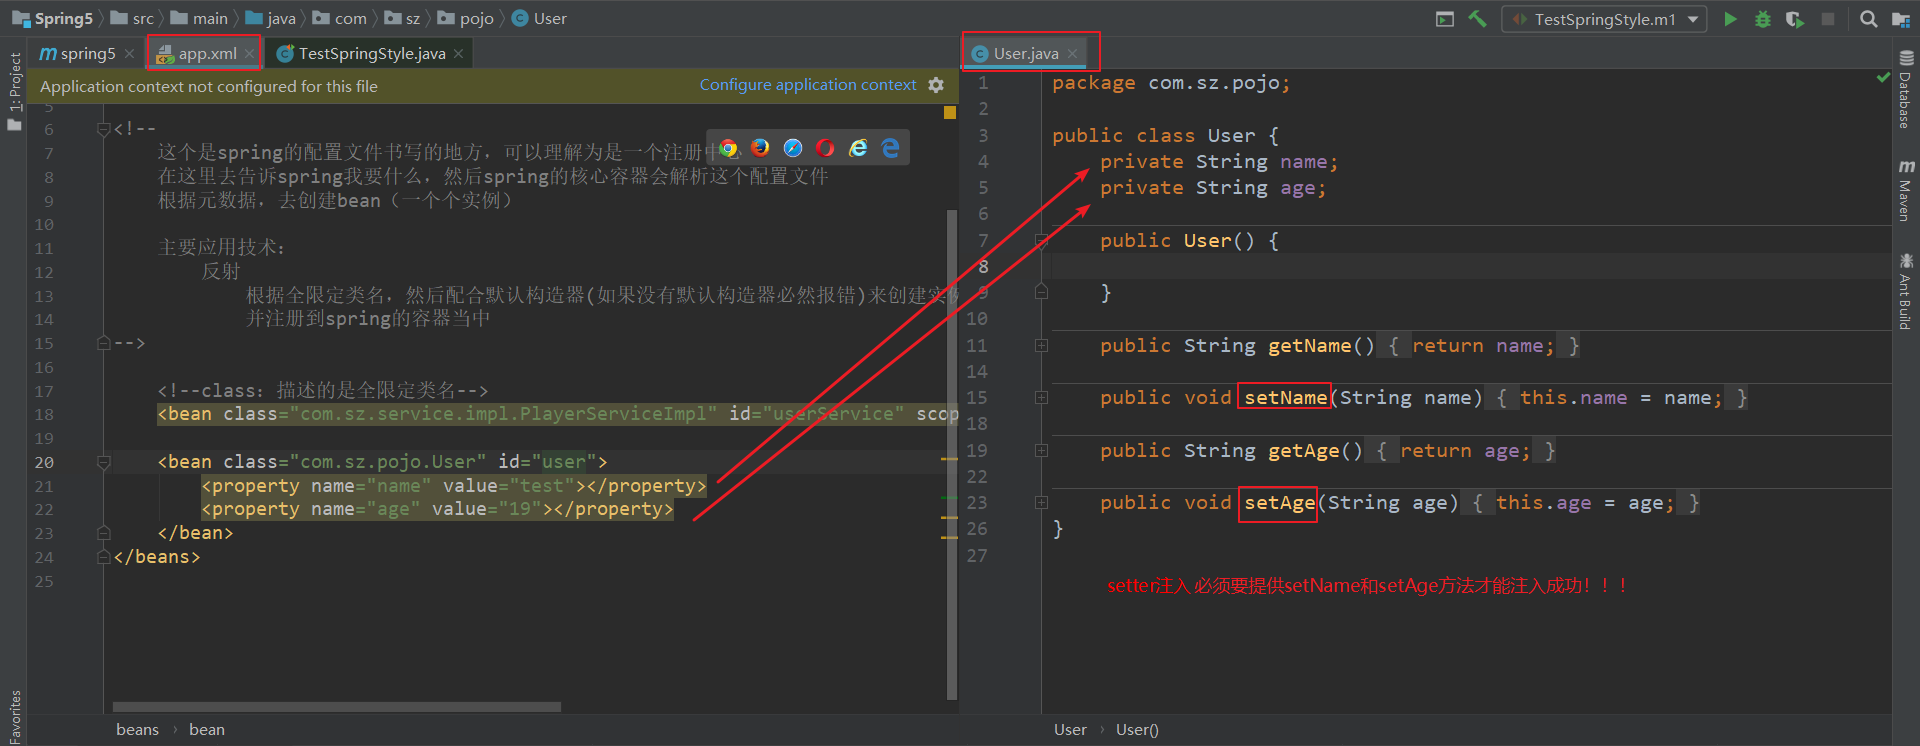 Spring5 src main java com sz pojo User
TestSpringStyle.m1
spring5 app.xml TestSpringStyle.java
User.java
1: Project
Favorites
Database
Maven
Ant Build
Application context not configured for this file Configure application context
5
6 <!--
7 这个是spring的配置文件书写的地方，可以理解为是一个注册中心
8 在这里去告诉spring我要什么，然后spring的核心容器会解析这个配置文件
9 根据元数据，去创建bean（一个个实例）
10
11 主要应用技术：
12 反射
13 根据全限定类名，然后配合默认构造器(如果没有默认构造器必然报错)来创建实例
14 并注册到spring的容器当中
15 -->
16
17 <!--class：描述的是全限定类名-->
18 <bean class="com.sz.service.impl.PlayerServiceImpl" id="userService" scop
19
20 <bean class="com.sz.pojo.User" id="user">
21 <property name="name" value="test"></property>
22 <property name="age" value="19"></property>
23 </bean>
24 </beans>
25
beans bean
1 package com.sz.pojo;
2
3 public class User {
4 private String name;
5 private String age;
6
7 public User() {
8
9 }
10
11 public String getName() { return name; }
14
15 public void setName(String name) { this.name = name; }
18
19 public String getAge() { return age; }
22
23 public void setAge(String age) { this.age = age; }
26 }
27
setter注入 必须要提供setName和setAge方法才能注入成功！！！
User User()